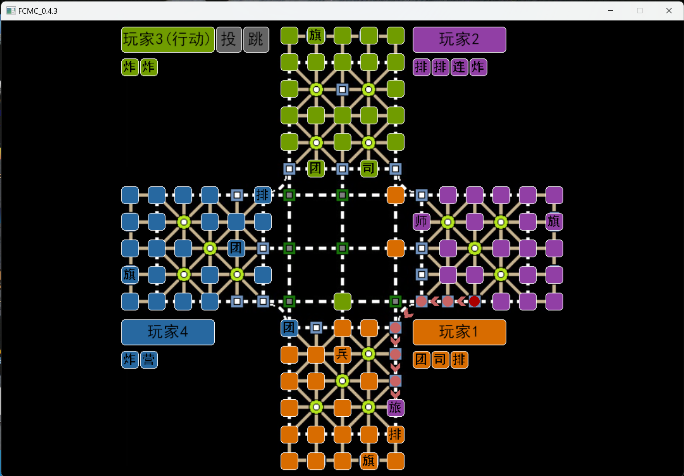 FCMC_0.4.3
玩家3(行动) 投 跳
旗
玩家2
炸 炸
排 排 连 炸
团 司
排
师 旗
团
旗
玩家4
团
玩家1
炸 营
兵
团 司 排
旅
排
旗